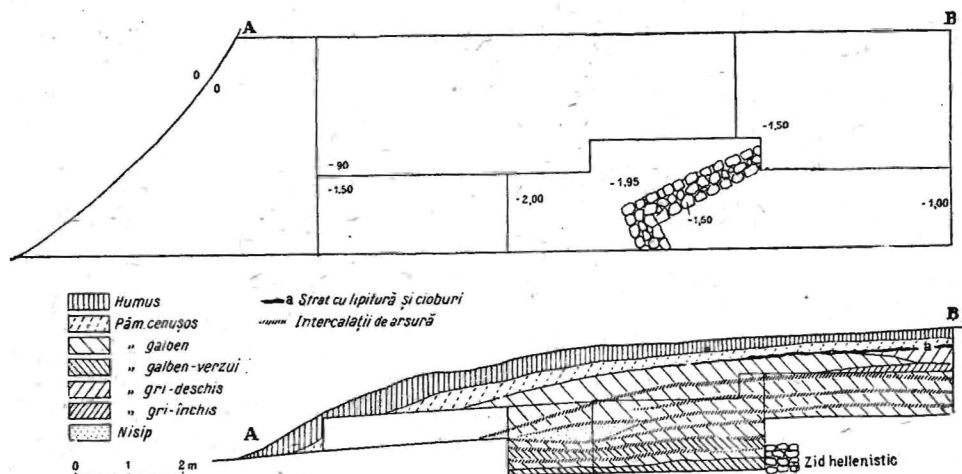 A
B
0
0
-90
-1.50
-2,00
-1,95
-1,50
-1,50
-1,00
Humus
Păm. cenușos
„ galben
„ galben-verzui
„ gri-deschis
„ gri-închis
Nisip
a Strat cu lipitură și cioburi
Intercalații de arsură
B
a
A
0 1 2 m
Zid hellenistic